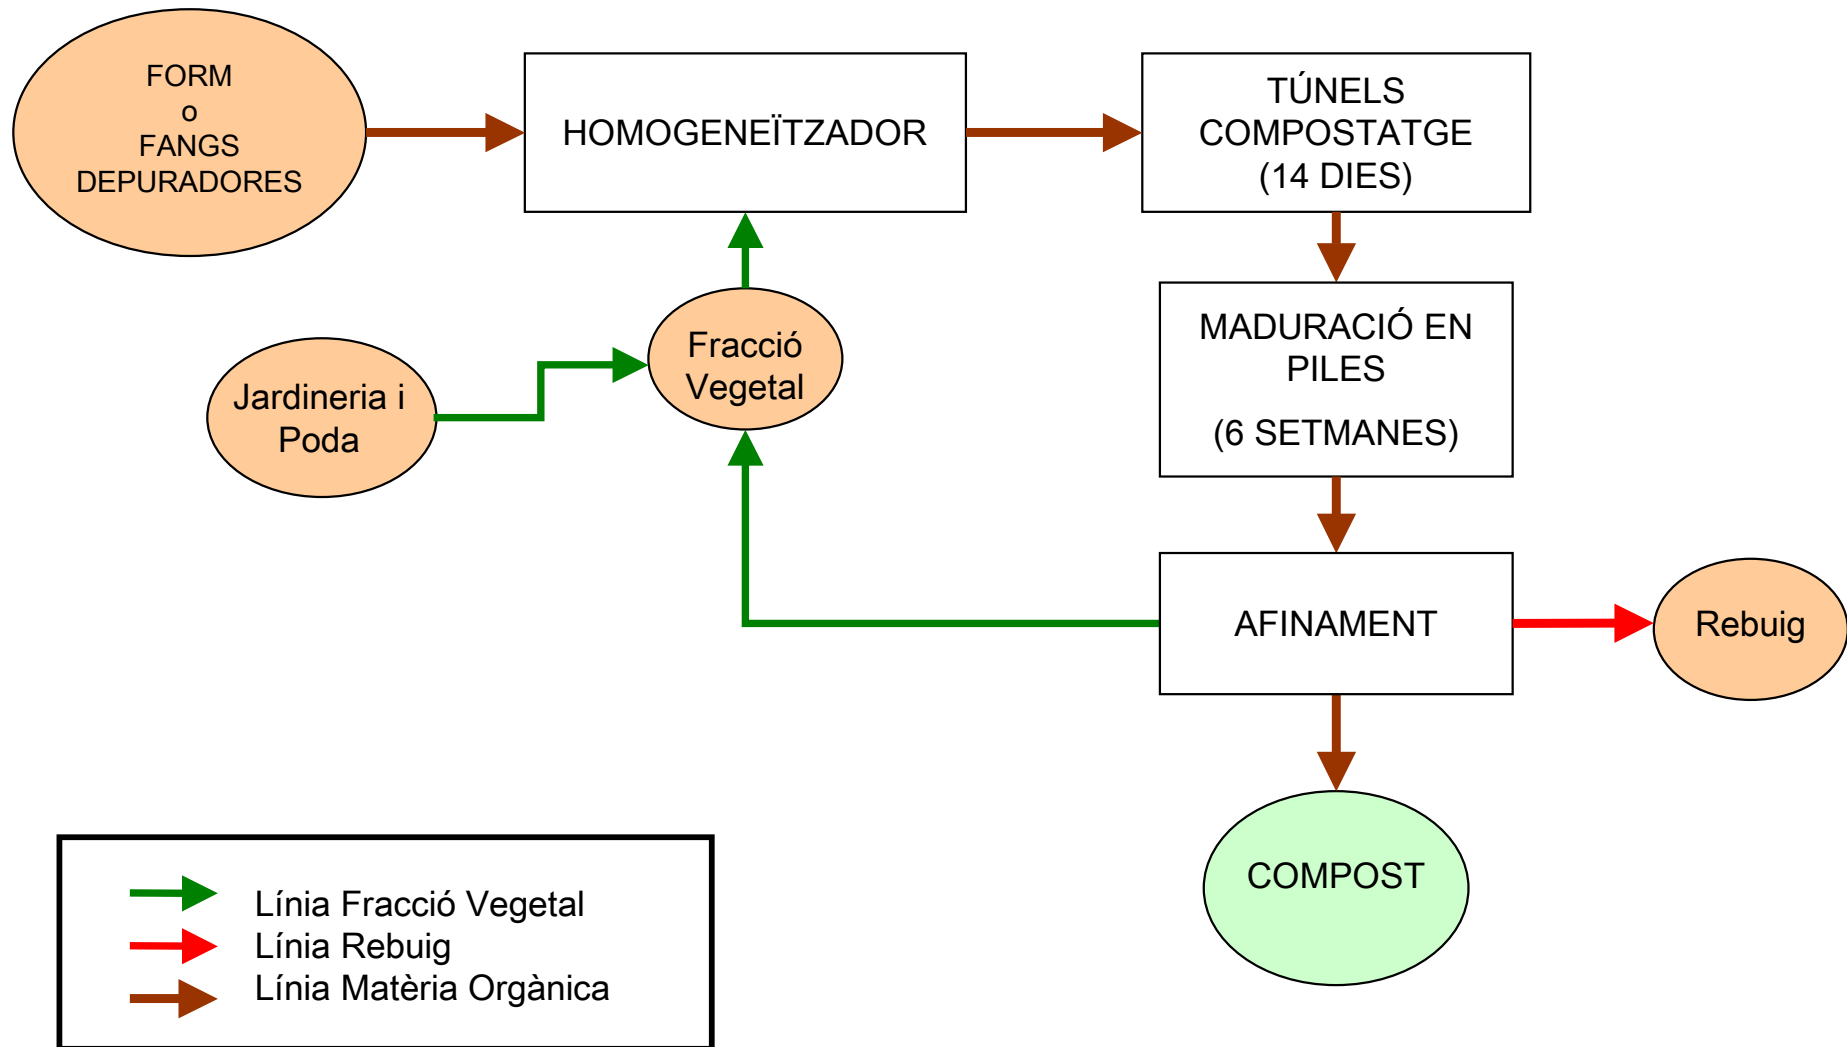 FORM
o
FANGS
DEPURADORES
HOMOGENEÏTZADOR
TÚNELS
COMPOSTATGE
(14 DIES)
Fracció
Vegetal
Jardineria i
Poda
MADURACIÓ EN
PILES
(6 SETMANES)
AFINAMENT
Rebuig
COMPOST
Línia Fracció Vegetal
Línia Rebuig
Línia Matèria Orgànica